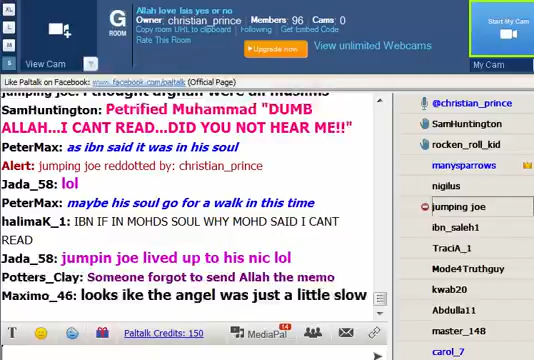 XL
L
M
S
View Cam
G
ROOM
Allah love Isis yes or no
Owner: christian_prince Members: 96 Cams: 0
Copy room URL to clipboard | Following | Get Embed Code
Rate This Room
Upgrade now
View unlimited Webcams
Start My Cam
My Cam
Like Paltalk on Facebook: www.facebook.com/paltalk (Official Page)
SamHuntington: Petrified Muhammad "DUMB
ALLAH...I CANT READ...DID YOU NOT HEAR ME!!"
PeterMax: as ibn said it was in his soul
Alert: jumping joe reddotted by: christian_prince
Jada_58: lol
PeterMax: maybe his soul go for a walk in this time
halimaK_1: IBN IF IN MOHDS SOUL WHY MOHD SAID I CANT
READ
Jada_58: jumpin joe lived up to his nic lol
Potters_Clay: Someone forgot to send Allah the memo
Maximo_46: looks ike the angel was just a little slow
T
Paltalk Credits: 150
MediaPal
14
@christian_prince
SamHuntington
rocken_roll_kid
manysparrows
nigilus
jumping joe
ibn_saleh1
TraciA_1
Mode4Truthguy
kwab20
Abdulla11
master_148
carol_7